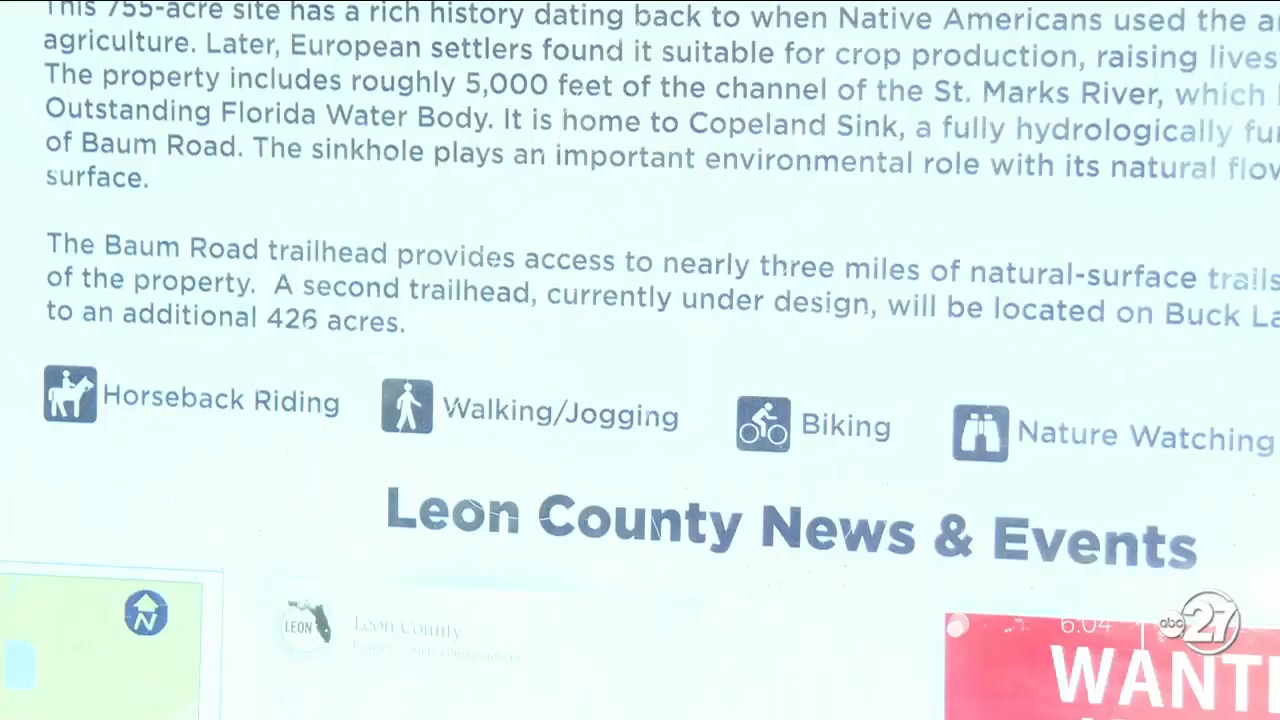 This 755-acre site has a rich history dating back to when Native Americans used the a
agriculture. Later, European settlers found it suitable for crop production, raising lives
The property includes roughly 5,000 feet of the channel of the St. Marks River, which
Outstanding Florida Water Body. It is home to Copeland Sink, a fully hydrologically fu
of Baum Road. The sinkhole plays an important environmental role with its natural flow
surface.
The Baum Road trailhead provides access to nearly three miles of natural-surface trails
of the property. A second trailhead, currently under design, will be located on Buck La
to an additional 426 acres.
Horseback Riding
Walking/Jogging
Biking
Nature Watching
Leon County News & Events
N
LEON
Leon County
6:04
abc 27
WANT